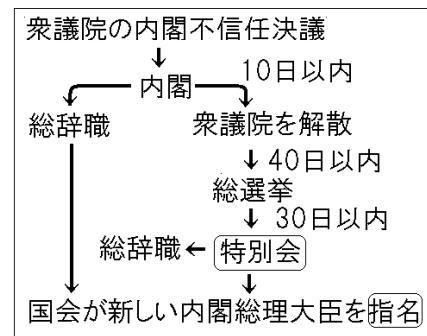 衆議院の内閣不信任決議
内閣
10日以内
総辞職
衆議院を解散
40日以内
総選挙
30日以内
総辞職
特別会
国会が新しい内閣総理大臣を指名